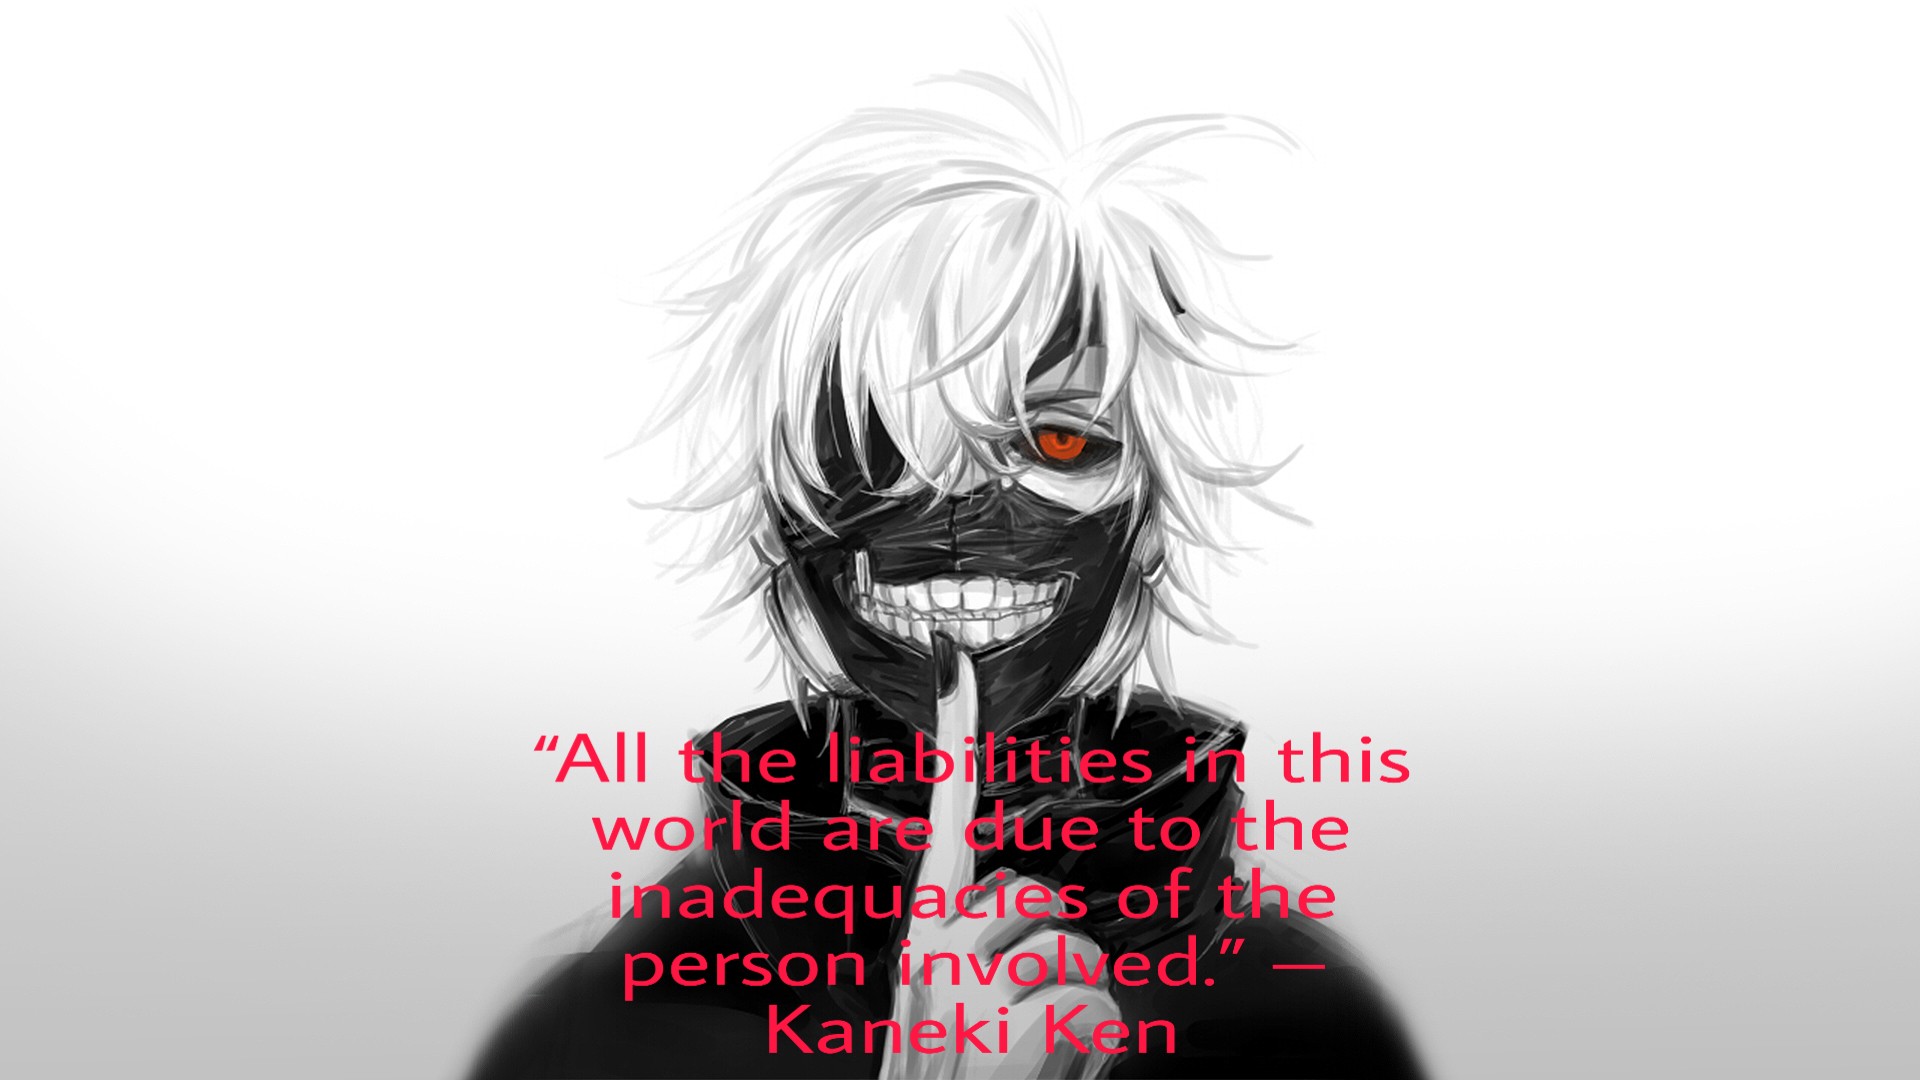 “All the liabilities in this
world are due to the
inadequacies of the
person involved.” —
Kaneki Ken